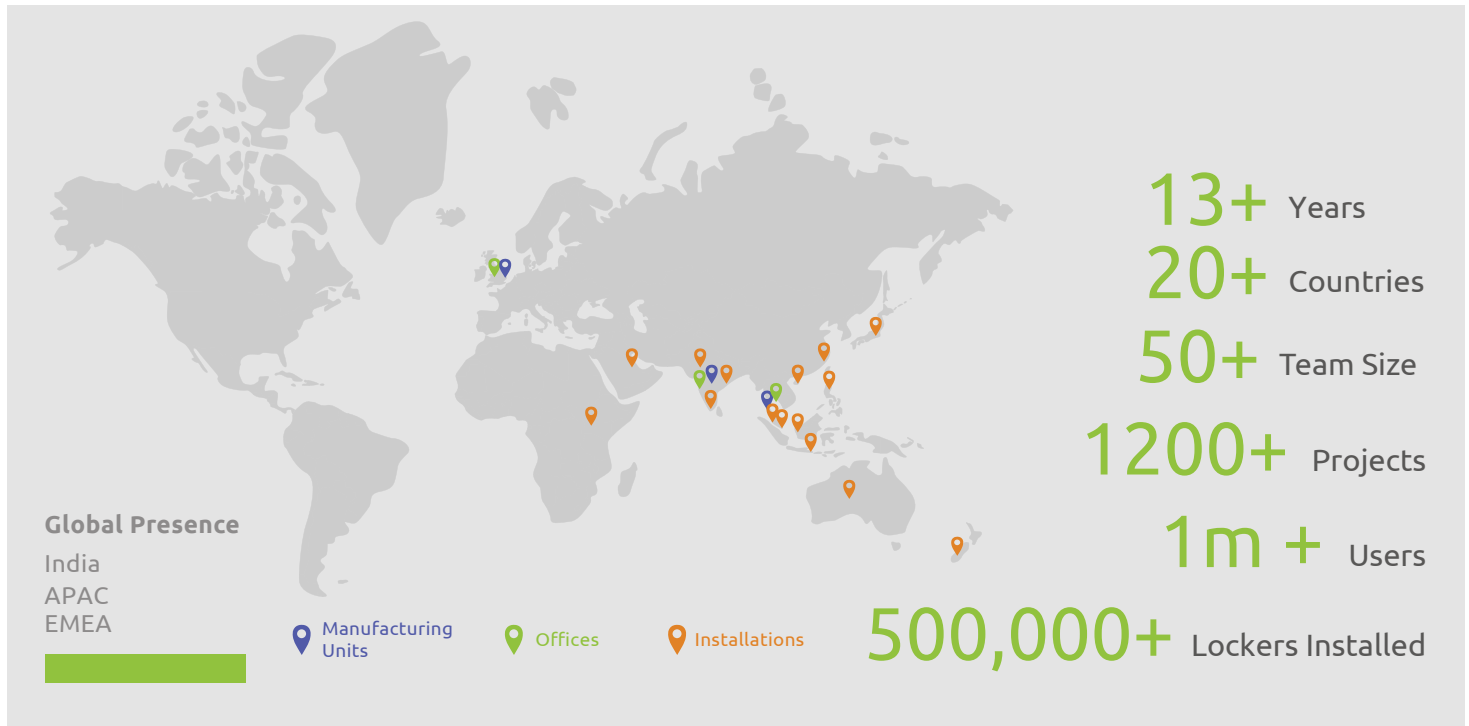 13+ Years
20+ Countries
50+ Team Size
1200+ Projects
1m + Users
500,000+ Lockers Installed
Global Presence
India
APAC
EMEA
Manufacturing
Units
Offices
Installations